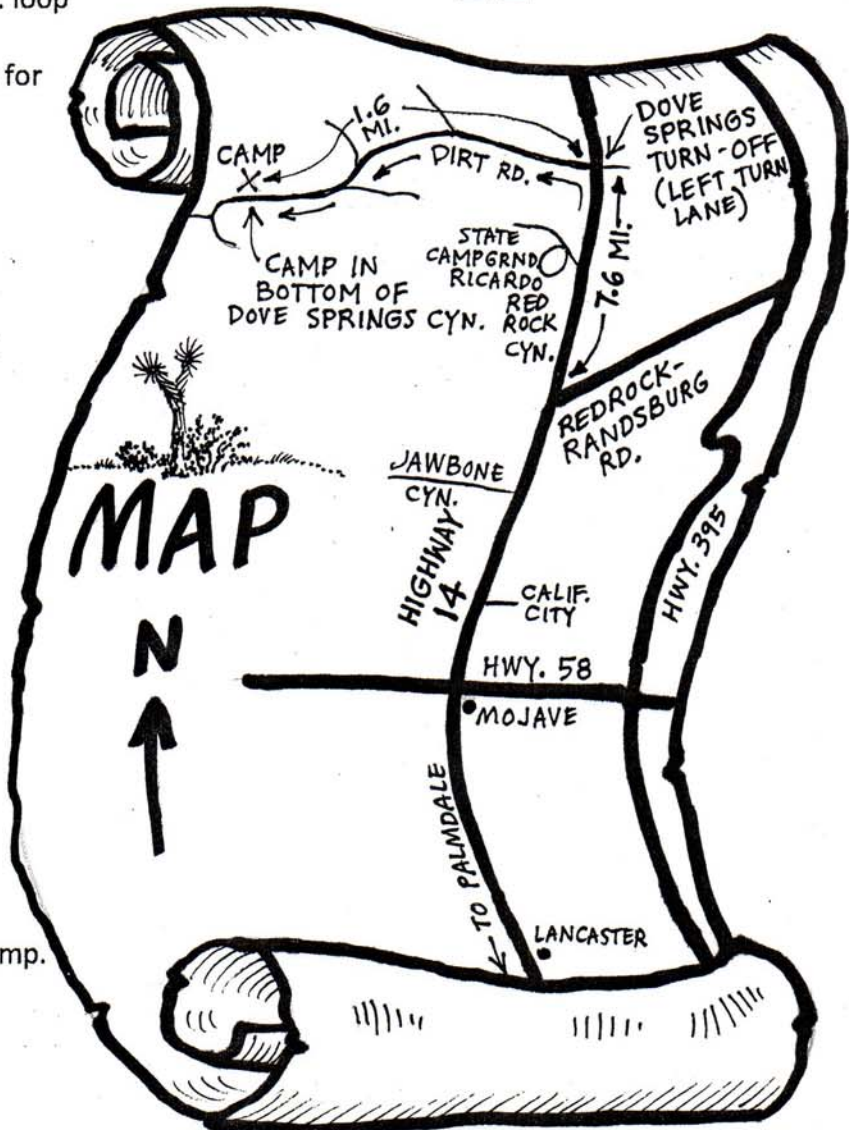 loop
for
1.6
MI.
DOVE
SPRINGS
TURN-OFF
(LEFT TURN
LANE)
CAMP
X
DIRT RD.
CAMP IN
BOTTOM OF
DOVE SPRINGS CYN.
STATE
CAMPGRND
RICARDO
RED
ROCK
CYN.
7.6 MI.
REDROCK-
RANDSBURG
RD.
JAWBONE
CYN.
MAP
HIGHWAY
14
HWY. 395
N
CALIF.
CITY
HWY. 58
MOJAVE
TO PALMDALE
LANCASTER
mp.